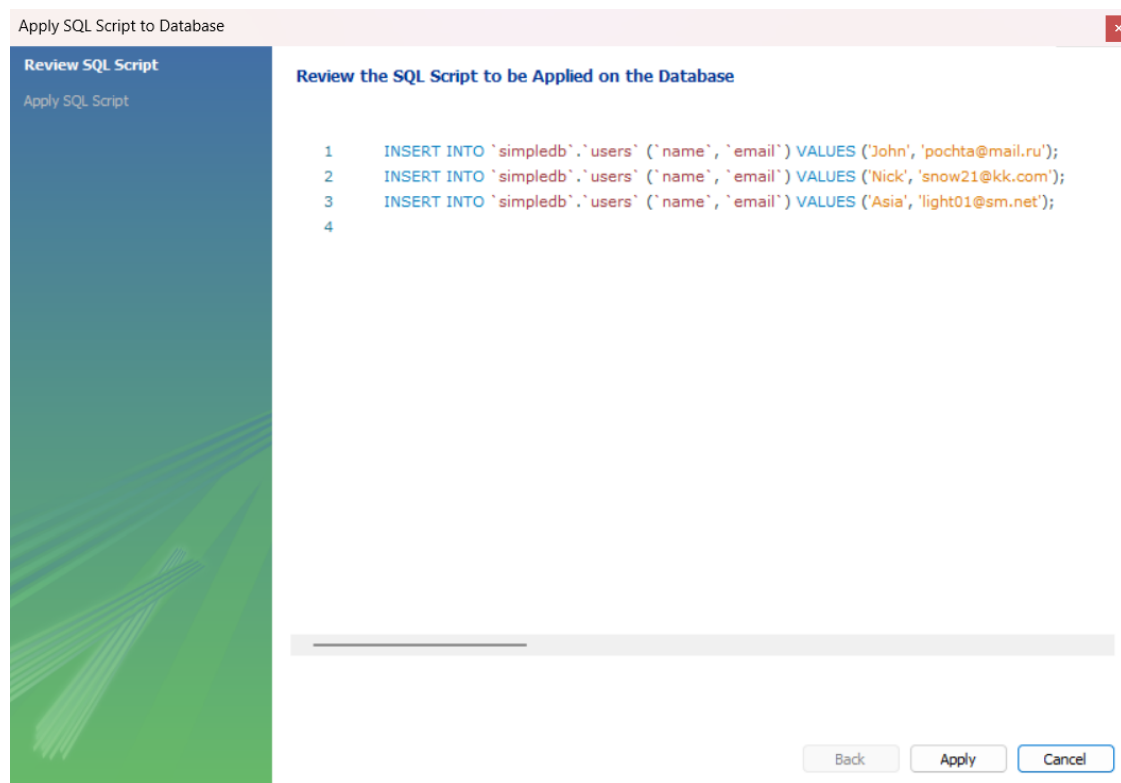 Apply SQL Script to Database
Review SQL Script
Apply SQL Script
Review the SQL Script to be Applied on the Database
1 INSERT INTO `simpledb`.`users` (`name`, `email`) VALUES ('John', 'pochta@mail.ru');
2 INSERT INTO `simpledb`.`users` (`name`, `email`) VALUES ('Nick', 'snow21@kk.com');
3 INSERT INTO `simpledb`.`users` (`name`, `email`) VALUES ('Asia', 'light01@sm.net');
4
Back Apply Cancel